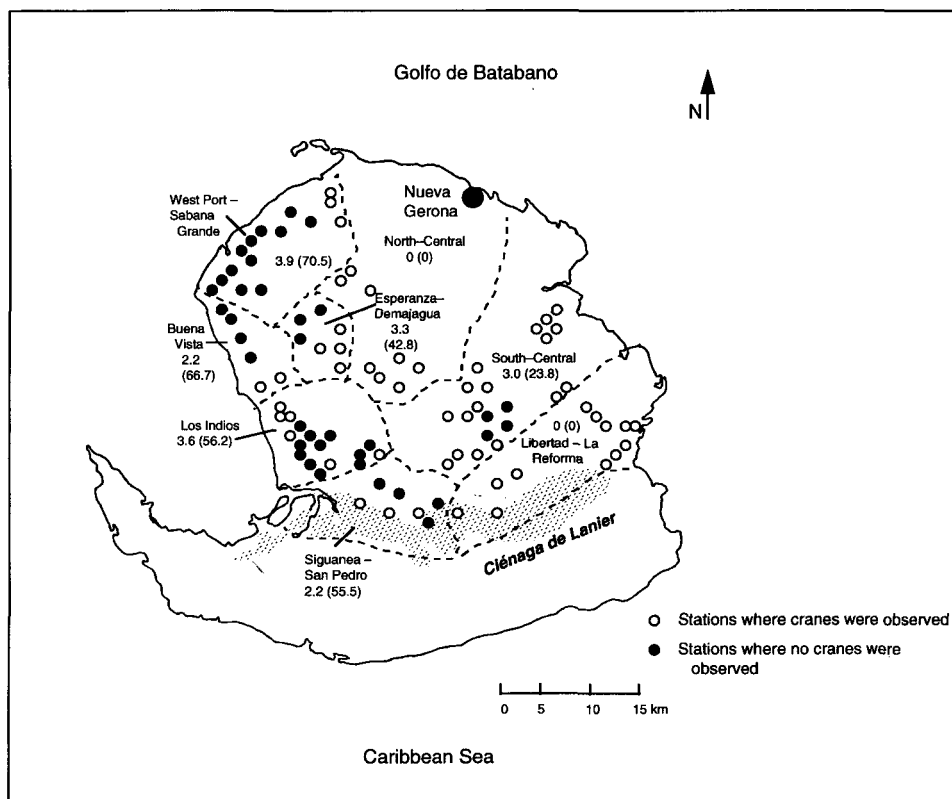 Golfo de Batabano
N
West Port –
Sabana
Grande
3.9 (70.5)
Nueva
Gerona
North–Central
0 (0)
Esperanza–
Demajagua
3.3
(42.8)
Buena
Vista
2.2
(66.7)
South–Central
3.0 (23.8)
Los Indios
3.6 (56.2)
0 (0)
Libertad – La
Reforma
Siguanea –
San Pedro
2.2 (55.5)
Ciénaga de Lanier
Stations where cranes were observed
Stations where no cranes were
observed
0 5 10 15 km
Caribbean Sea